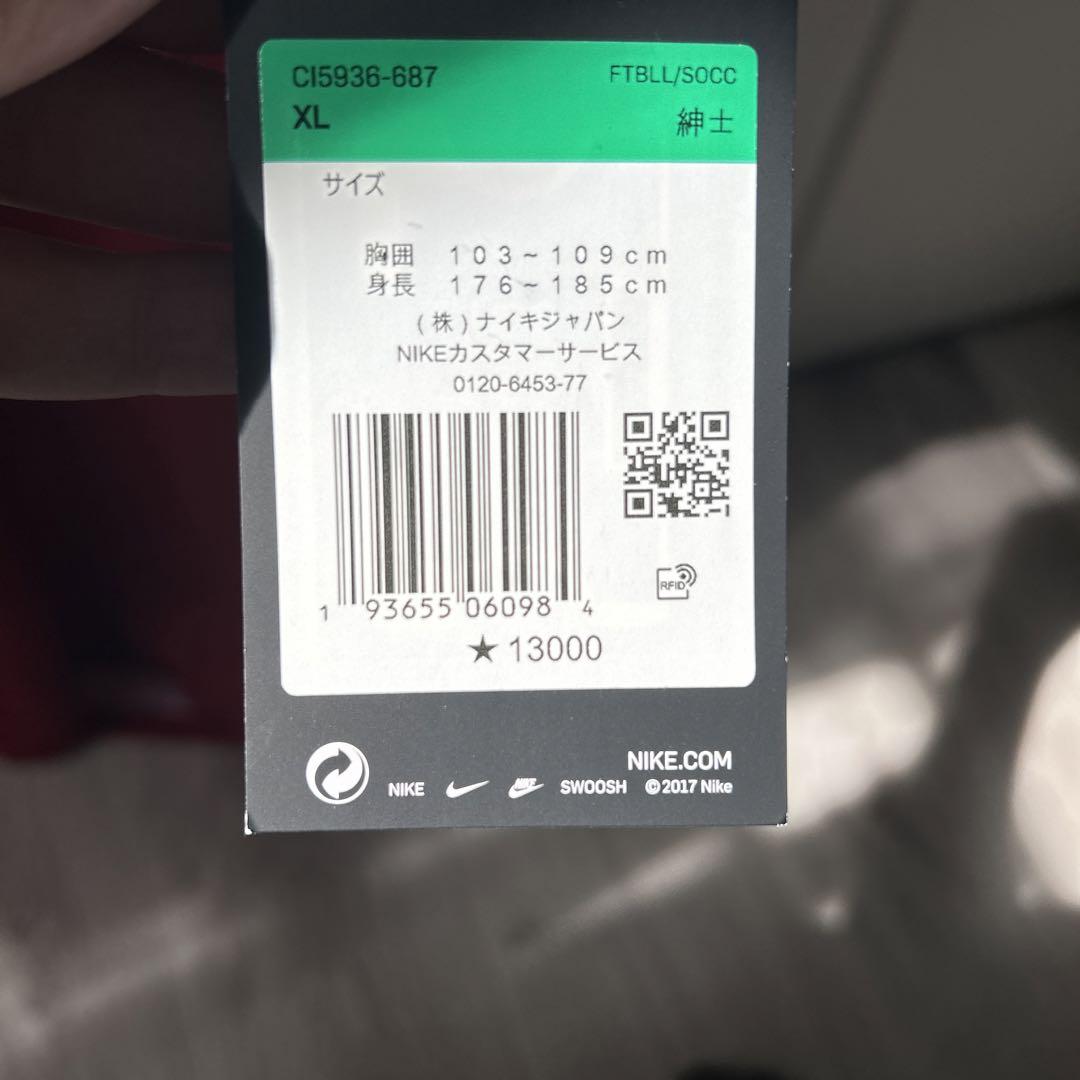 CI5936-687 FTBLL/SOCC
XL 紳士
サイズ
胸囲 103~109cm
身長 176~185cm
(株)ナイキジャパン
NIKEカスタマーサービス
0120-6453-77
RFID
1 93655 06098 4
★13000
NIKE.COM
NIKE NIKE SWOOSH ©2017 Nike